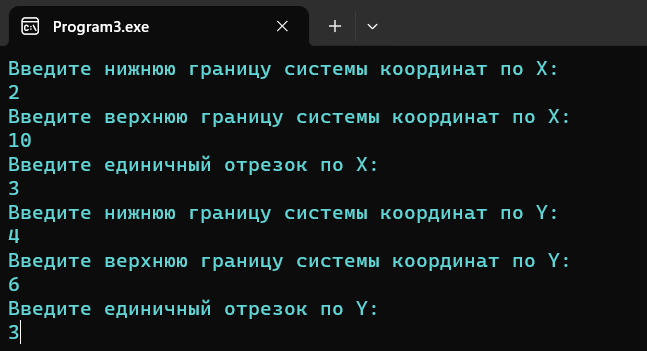 Program3.exe
Введите нижнюю границу системы координат по X:
2
Введите верхнюю границу системы координат по X:
10
Введите единичный отрезок по X:
3
Введите нижнюю границу системы координат по Y:
4
Введите верхнюю границу системы координат по Y:
6
Введите единичный отрезок по Y:
3